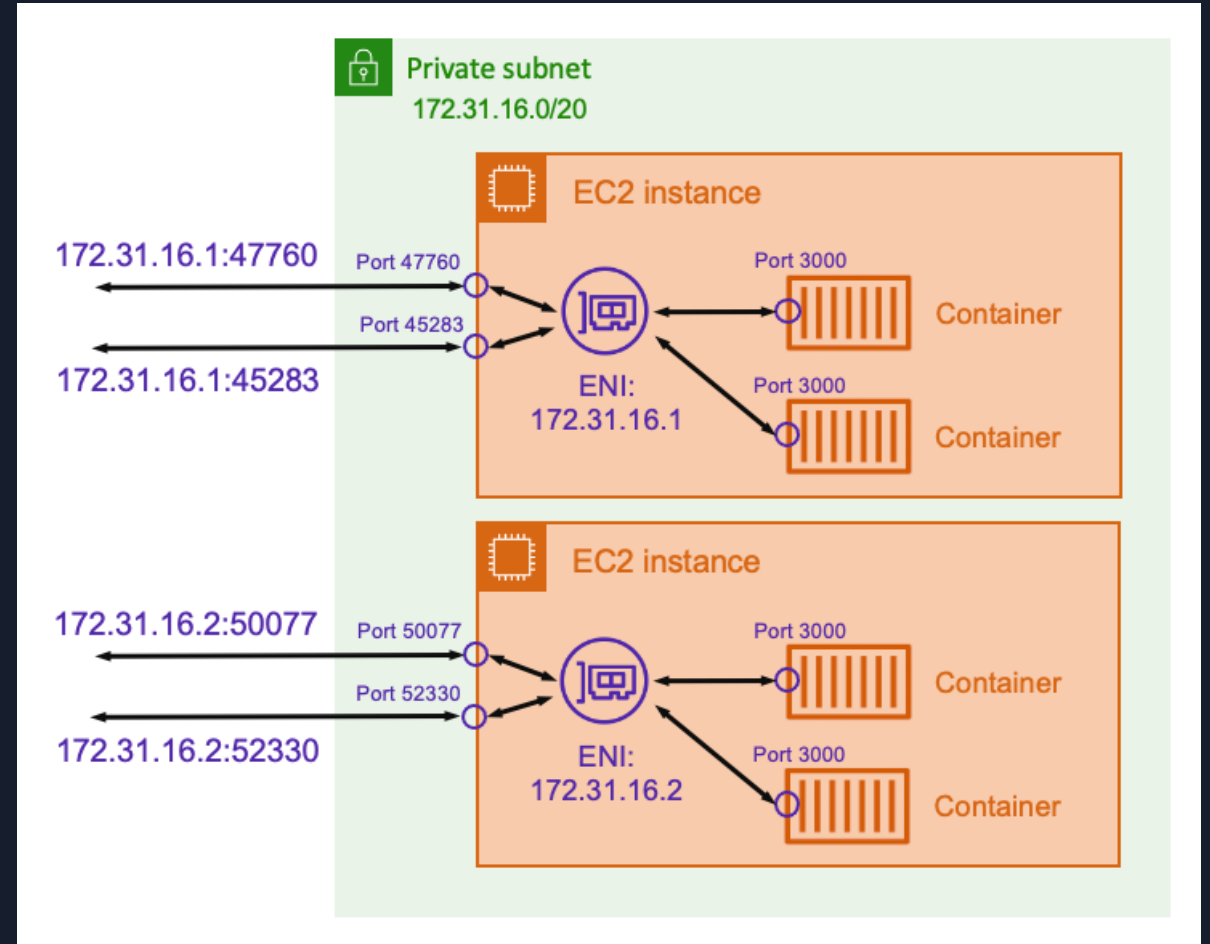 Private subnet
172.31.16.0/20
EC2 instance
172.31.16.1:47760
Port 47760
Port 3000
Container
Port 45283
172.31.16.1:45283
ENI:
172.31.16.1
Port 3000
Container
EC2 instance
172.31.16.2:50077
Port 50077
Port 3000
Container
Port 52330
172.31.16.2:52330
ENI:
172.31.16.2
Port 3000
Container